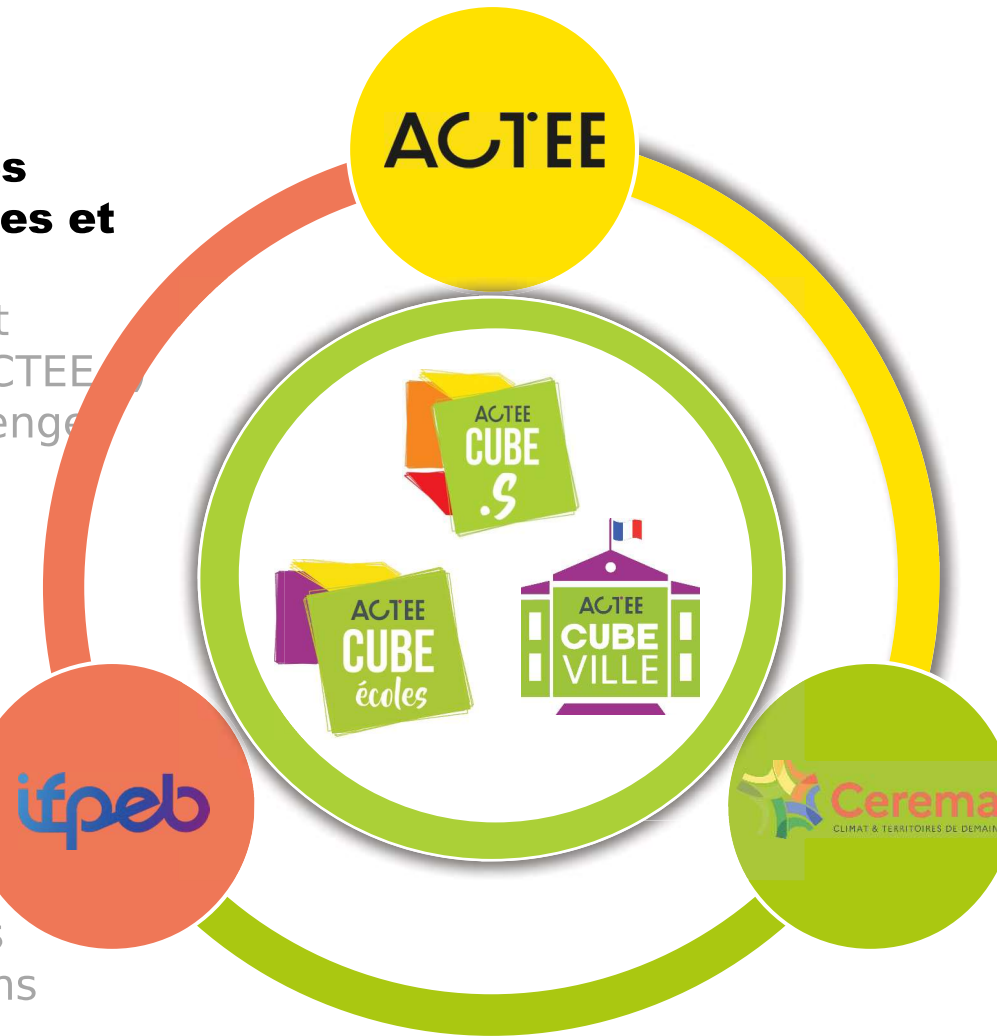 ACTEE
s
es et
t
CTEE
enge
ACTEE
CUBE
.S
ACTEE
CUBE
écoles
ACTEE
CUBE
VILLE
ifpeb
Cerema
CLIMAT & TERRITOIRES DE DEMAIN
s
ns